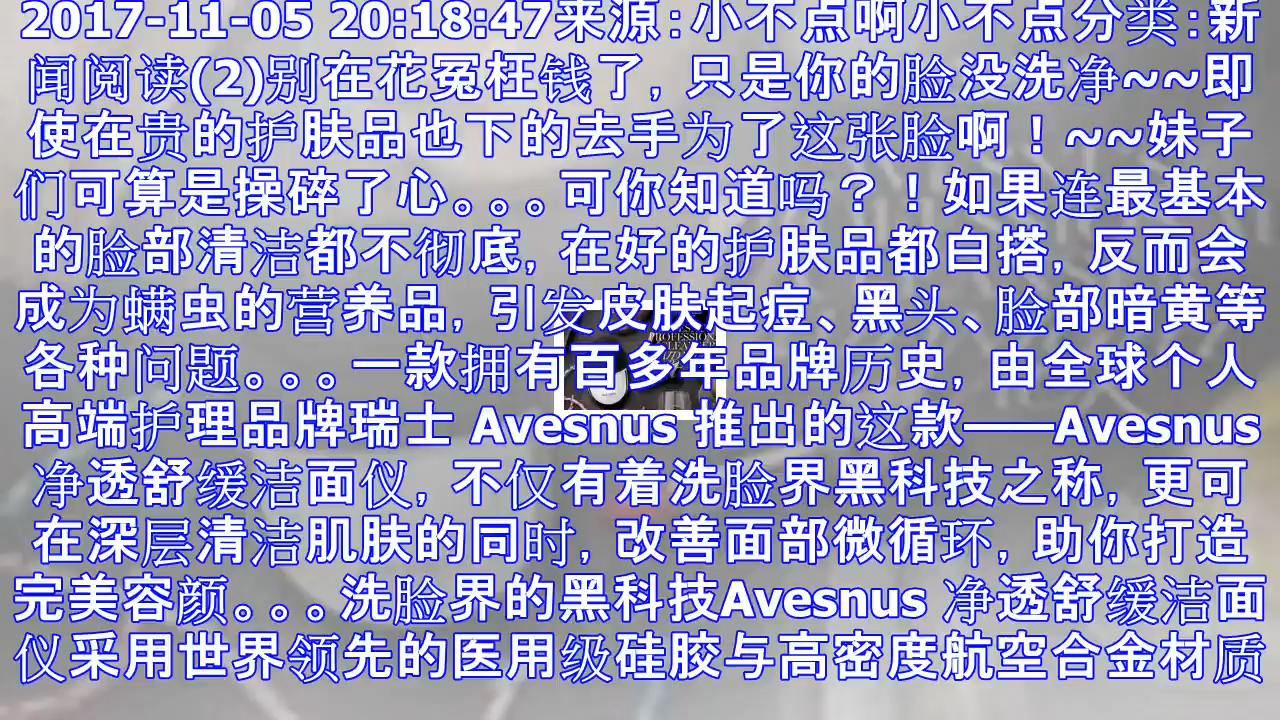 2017-11-05 20:18:47来源:小不点啊小不点分类:新
闻阅读(2)别在花冤枉钱了, 只是你的脸没洗净~~即
使在贵的护肤品也下的去手为了这张脸啊！~~妹子
们可算是操碎了心。。。可你知道吗？！如果连最基本
的脸部清洁都不彻底, 在好的护肤品都白搭, 反而会
成为螨虫的营养品, 引发皮肤起痘、黑头、脸部暗黄等
各种问题。。。一款拥有百多年品牌历史, 由全球个人
高端护理品牌瑞士 Avesnus 推出的这款——Avesnus
净透舒缓洁面仪, 不仅有着洗脸界黑科技之称, 更可
在深层清洁肌肤的同时, 改善面部微循环, 助你打造
完美容颜。。。洗脸界的黑科技Avesnus 净透舒缓洁面
仪采用世界领先的医用级硅胶与高密度航空合金材质